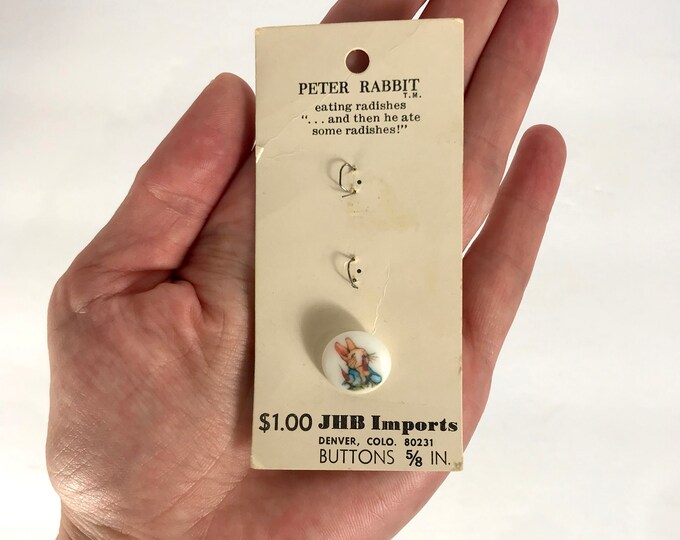 PETER RABBIT
T.M.
eating radishes
“. . . and then he ate
some radishes!”
$1.00 JHB Imports
DENVER, COLO. 80231
BUTTONS 5/8 IN.